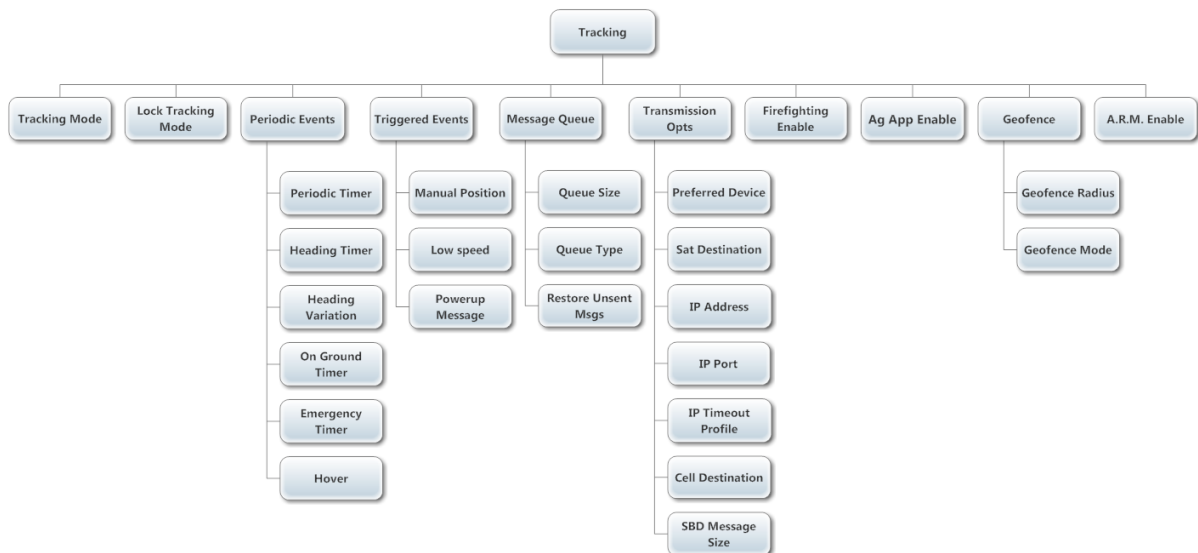 Tracking
Tracking Mode
Lock Tracking
Mode
Periodic Events
Triggered Events
Message Queue
Transmission
Opts
Firefighting
Enable
Ag App Enable
Geofence
A.R.M. Enable
Periodic Timer
Heading Timer
Heading
Variation
On Ground
Timer
Emergency
Timer
Hover
Manual Position
Low speed
Powerup
Message
Queue Size
Queue Type
Restore Unsent
Msgs
Preferred Device
Sat Destination
IP Address
IP Port
IP Timeout
Profile
Cell Destination
SBD Message
Size
Geofence Radius
Geofence Mode